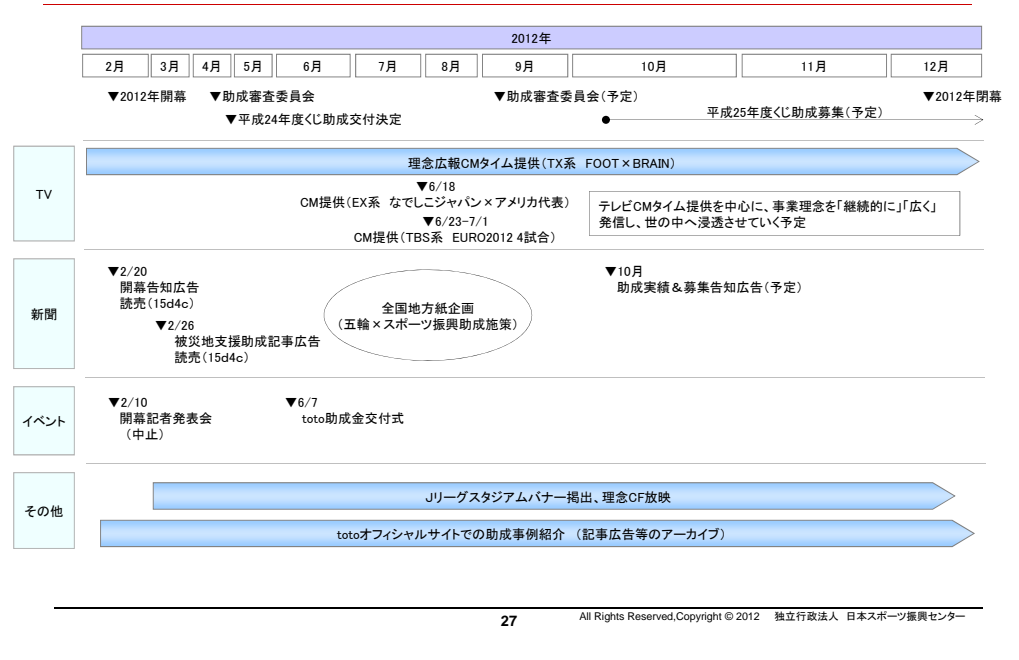 2012年
2月 3月 4月 5月 6月 7月 8月 9月 10月 11月 12月
▼2012年開幕 ▼助成審査委員会 ▼助成審査委員会(予定) ▼2012年閉幕
▼平成24年度くじ助成交付決定 平成25年度くじ助成募集(予定)
TV
理念広報CMタイム提供(TX系 FOOT×BRAIN)
▼6/18
CM提供(EX系 なでしこジャパン×アメリカ代表)
▼6/23-7/1
CM提供(TBS系 EURO2012 4試合)
テレビCMタイム提供を中心に、事業理念を「継続的に」「広く」
発信し、世の中へ浸透させていく予定
新聞
▼2/20
開幕告知広告
読売(15d4c)
▼2/26
被災地支援助成記事広告
読売(15d4c)
全国地方紙企画
(五輪×スポーツ振興助成施策)
▼10月
助成実績&募集告知広告(予定)
イベント
▼2/10
開幕記者発表会
(中止)
▼6/7
toto助成金交付式
その他
Jリーグスタジアムバナー掲出、理念CF放映
totoオフィシャルサイトでの助成事例紹介 (記事広告等のアーカイブ)
27
All Rights Reserved,Copyright © 2012 独立行政法人 日本スポーツ振興センター